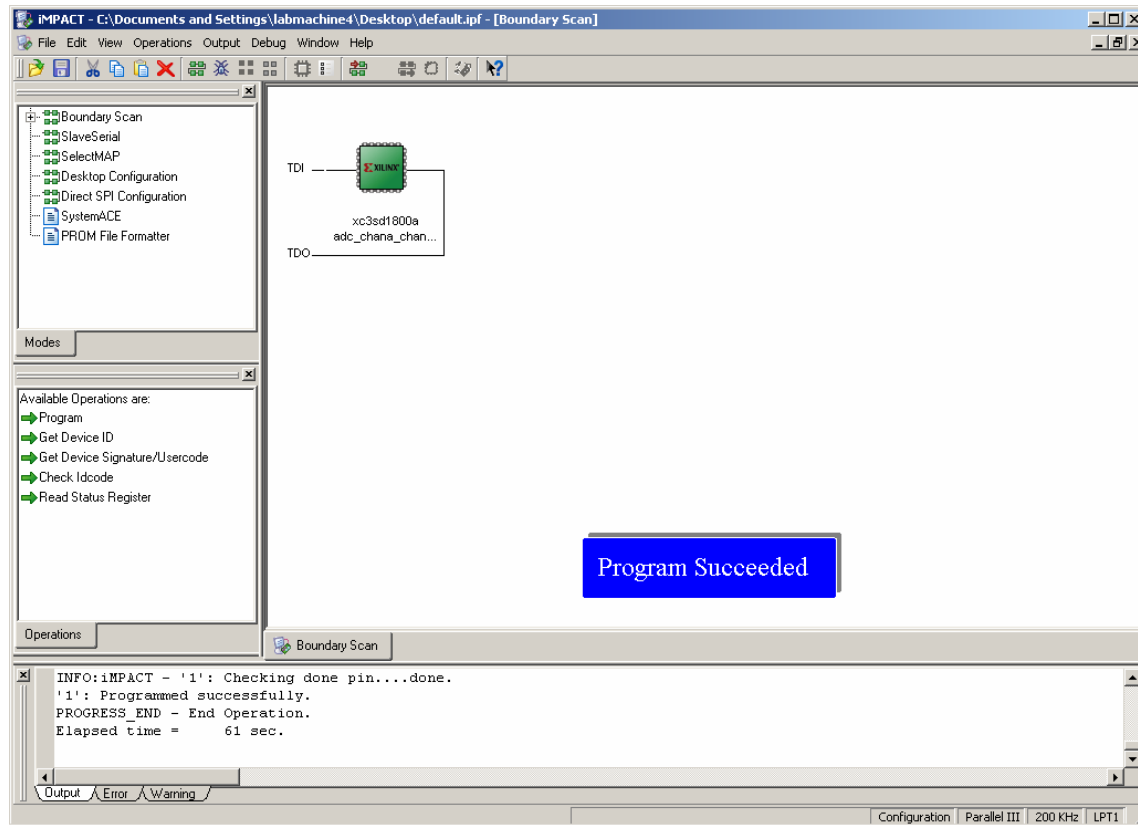 iMPACT - C:\Documents and Settings\labmachine4\Desktop\default.ipf - [Boundary Scan]
File Edit View Operations Output Debug Window Help
Boundary Scan
SlaveSerial
SelectMAP
Desktop Configuration
Direct SPI Configuration
SystemACE
PROM File Formatter
Modes
TDI
XILINX
xc3sd1800a
adc_chana_chan...
TDO
Available Operations are:
Program
Get Device ID
Get Device Signature/Usercode
Check Idcode
Read Status Register
Operations
Program Succeeded
Boundary Scan
INFO:iMPACT - '1': Checking done pin....done.
'1': Programmed successfully.
PROGRESS_END - End Operation.
Elapsed time =     61 sec.
Output Error Warning
Configuration Parallel III 200 KHz LPT1